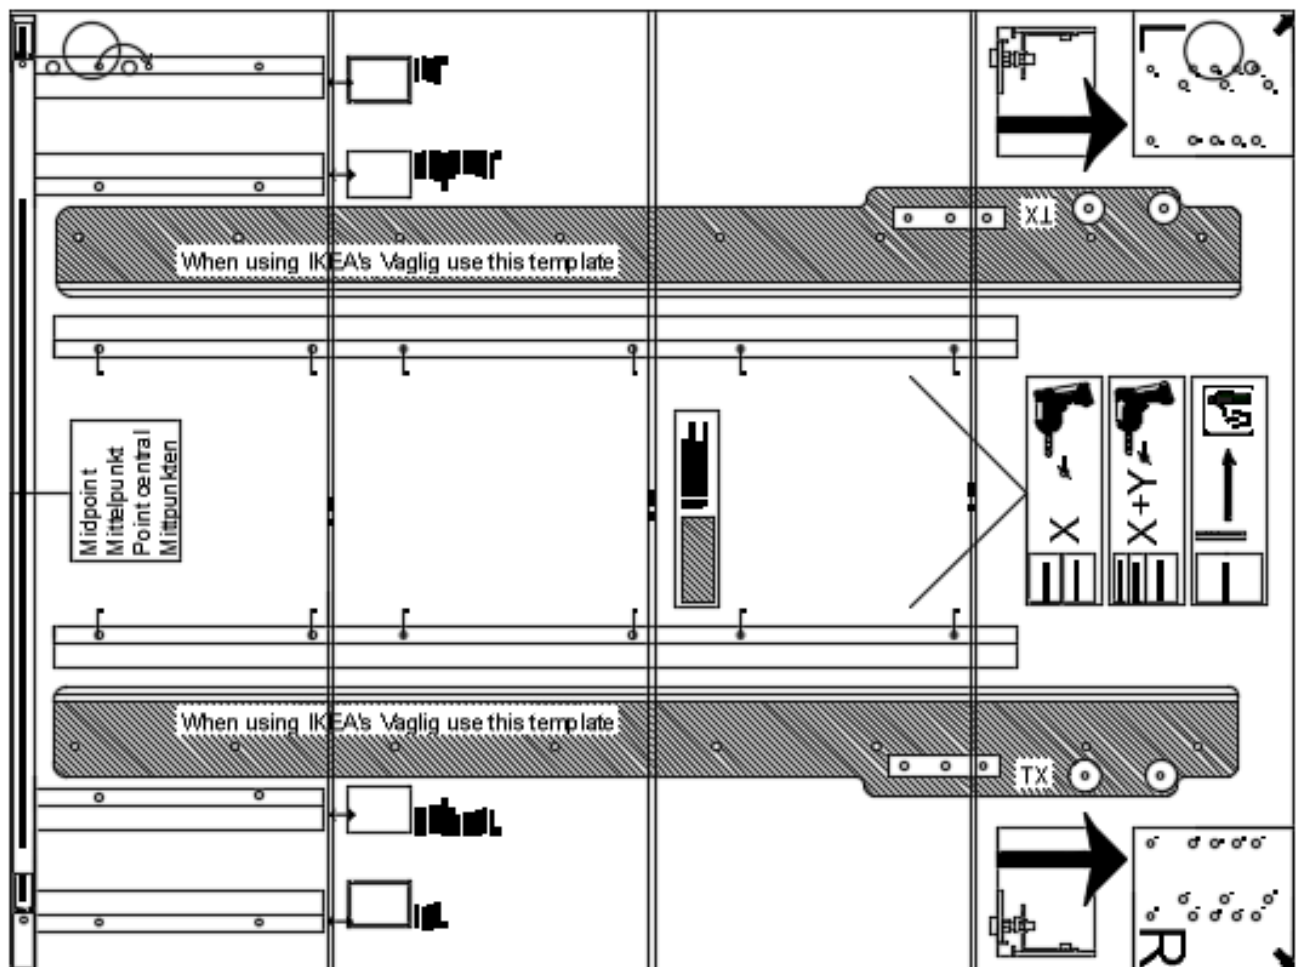 L
TX
When using IKEA's Vaglig use this template
Midpoint
Mittelpunkt
Point central
Mittpunkten
X
X+Y
When using IKEA's Vaglig use this template
TX
R